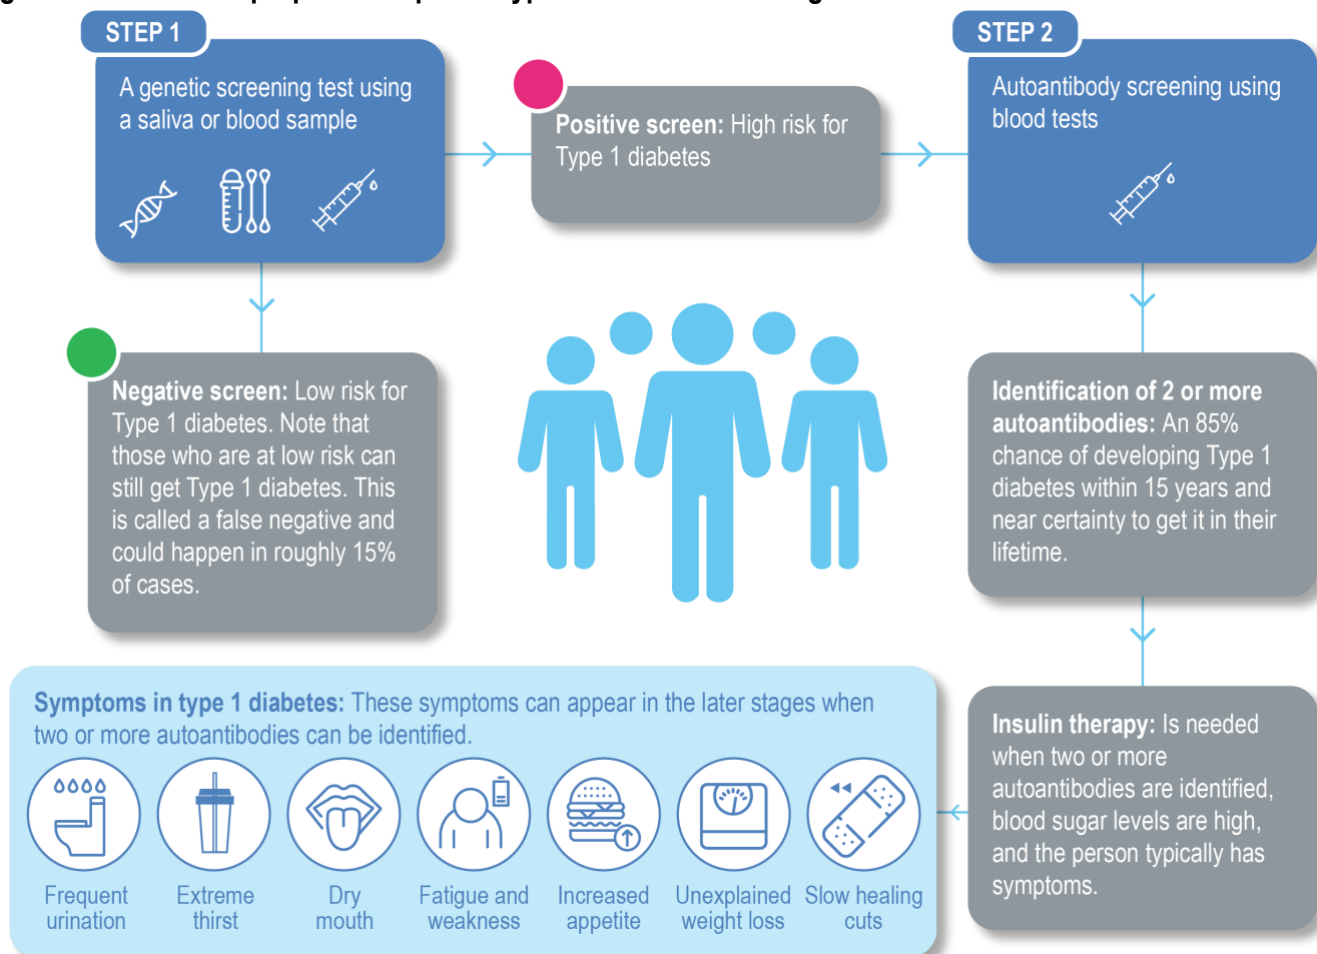 STEP 1
A genetic screening test using
a saliva or blood sample
Positive screen: High risk for
Type 1 diabetes
STEP 2
Autoantibody screening using
blood tests
Negative screen: Low risk for
Type 1 diabetes. Note that
those who are at low risk can
still get Type 1 diabetes. This
is called a false negative and
could happen in roughly 15%
of cases.
Identification of 2 or more
autoantibodies: An 85%
chance of developing Type 1
diabetes within 15 years and
near certainty to get it in their
lifetime.
Insulin therapy: Is needed
when two or more
autoantibodies are identified,
blood sugar levels are high,
and the person typically has
symptoms.
Symptoms in type 1 diabetes: These symptoms can appear in the later stages when
two or more autoantibodies can be identified.
Frequent
urination
Extreme
thirst
Dry
mouth
Fatigue and
weakness
Increased
appetite
Unexplained
weight loss
Slow healing
cuts